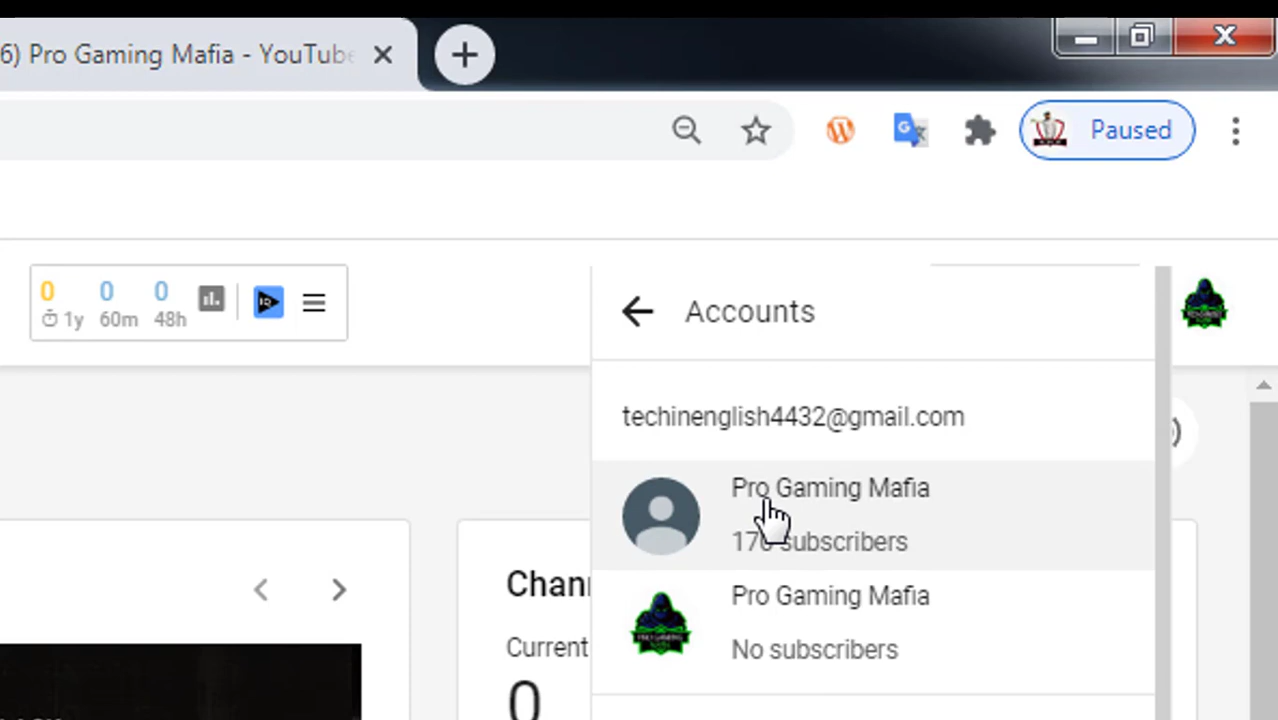 6) Pro Gaming Mafia - YouTube
Paused
0 0 0
1y 60m 48h
Accounts
techinenglish4432@gmail.com
Pro Gaming Mafia
subscribers
Pro Gaming Mafia
No subscribers
Chann
Current
0